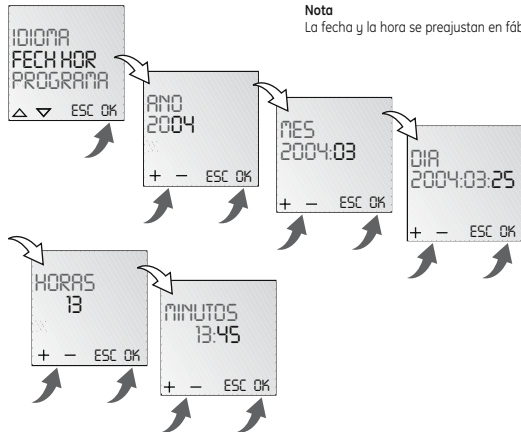 Nota
La fecha y la hora se preajustan en fáb
IDIOMA
FECH HOR
PROGRAMA
ESC OK
ANO
2004
+ − ESC OK
MES
2004:03
+ − ESC OK
DIA
2004:03:25
+ − ESC OK
HORAS
13
+ − ESC OK
MINUTOS
13:45
+ − ESC OK